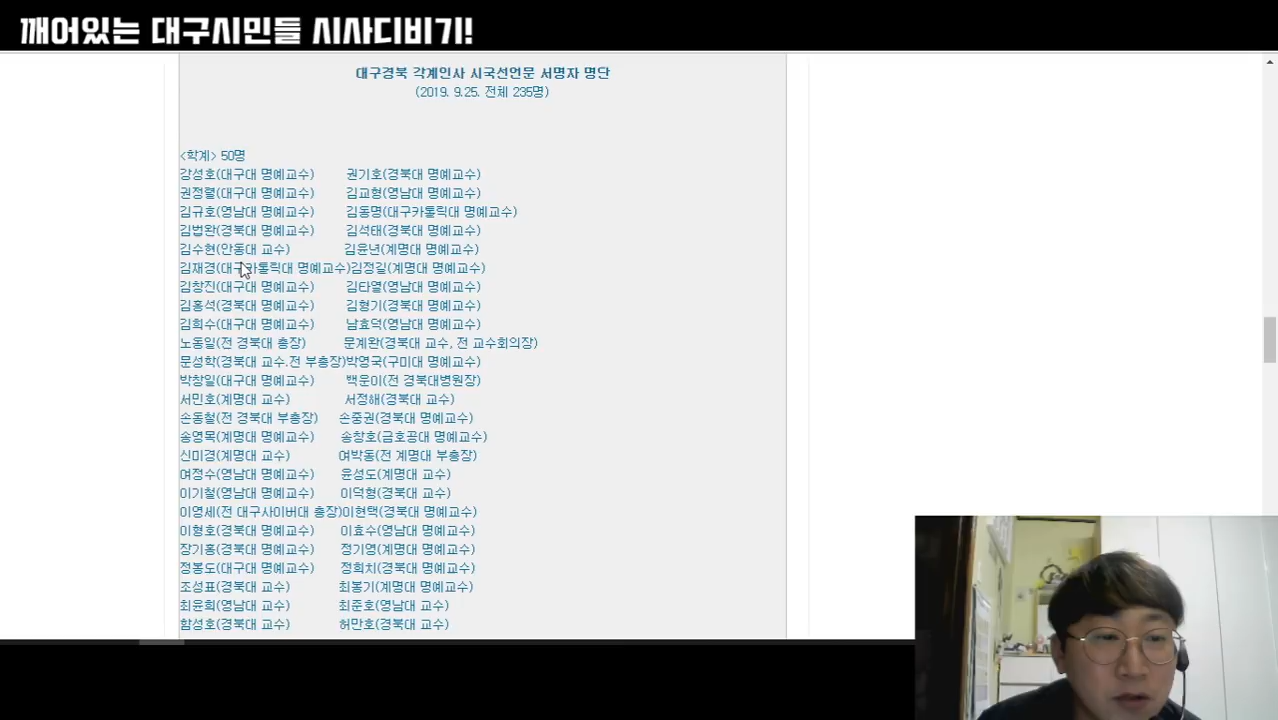 깨어있는 대구시민들 시사디비기!
대구경북 각계인사 시국선언문 서명자 명단
(2019. 9.25. 전체 235명)
<학계> 50명
강성호(대구대 명예교수) 권기호(경북대 명예교수)
권정렬(대구대 명예교수) 김교형(영남대 명예교수)
김규호(영남대 명예교수) 김동명(대구카톨릭대 명예교수)
김법완(경북대 명예교수) 김석태(경북대 명예교수)
김수현(안동대 교수) 김윤년(계명대 명예교수)
김재경(대구카톨릭대 명예교수)김정길(계명대 명예교수)
김창진(대구대 명예교수) 김타열(영남대 명예교수)
김홍석(경북대 명예교수) 김형기(경북대 명예교수)
김희수(대구대 명예교수) 남효덕(영남대 명예교수)
노동일(전 경북대 총장) 문계완(경북대 교수, 전 교수회의장)
문성학(경북대 교수.전 부총장)박영국(구미대 명예교수)
박창일(대구대 명예교수) 백운이(전 경북대병원장)
서민호(계명대 교수) 서정해(경북대 교수)
손동철(전 경북대 부총장) 손중권(경북대 명예교수)
송영목(계명대 명예교수) 송창호(금호공대 명예교수)
신미경(계명대 교수) 여박동(전 계명대 부총장)
여정수(영남대 명예교수) 윤성도(계명대 교수)
이기철(영남대 명예교수) 이덕형(경북대 교수)
이영세(전 대구사이버대 총장)이현택(경북대 명예교수)
이형호(경북대 명예교수) 이효수(영남대 명예교수)
장기홍(경북대 명예교수) 정기영(계명대 명예교수)
정봉도(대구대 명예교수) 정희치(경북대 명예교수)
조성표(경북대 교수) 최봉기(계명대 명예교수)
최윤희(영남대 교수) 최준호(영남대 교수)
함성호(경북대 교수) 허만호(경북대 교수)